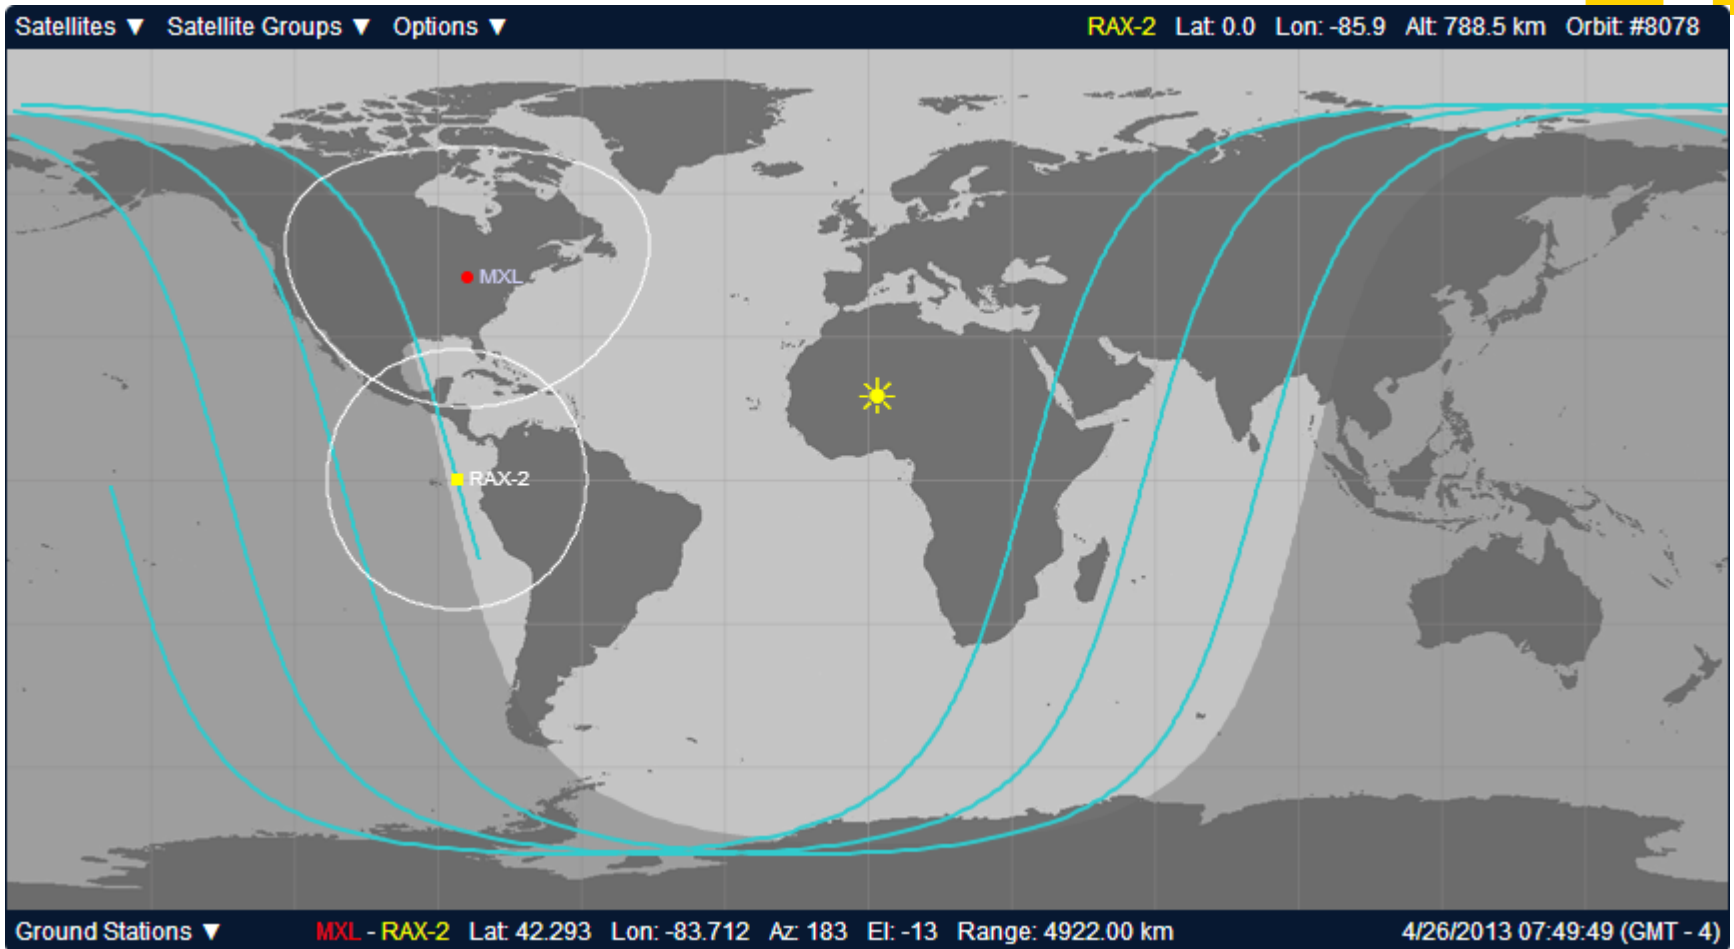 Satellites ▼ Satellite Groups ▼ Options ▼ RAX-2 Lat: 0.0 Lon: -85.9 Alt: 788.5 km Orbit: #8078
MXL
RAX-2
Ground Stations ▼ MXL - RAX-2 Lat: 42.293 Lon: -83.712 Az: 183 El: -13 Range: 4922.00 km 4/26/2013 07:49:49 (GMT - 4)